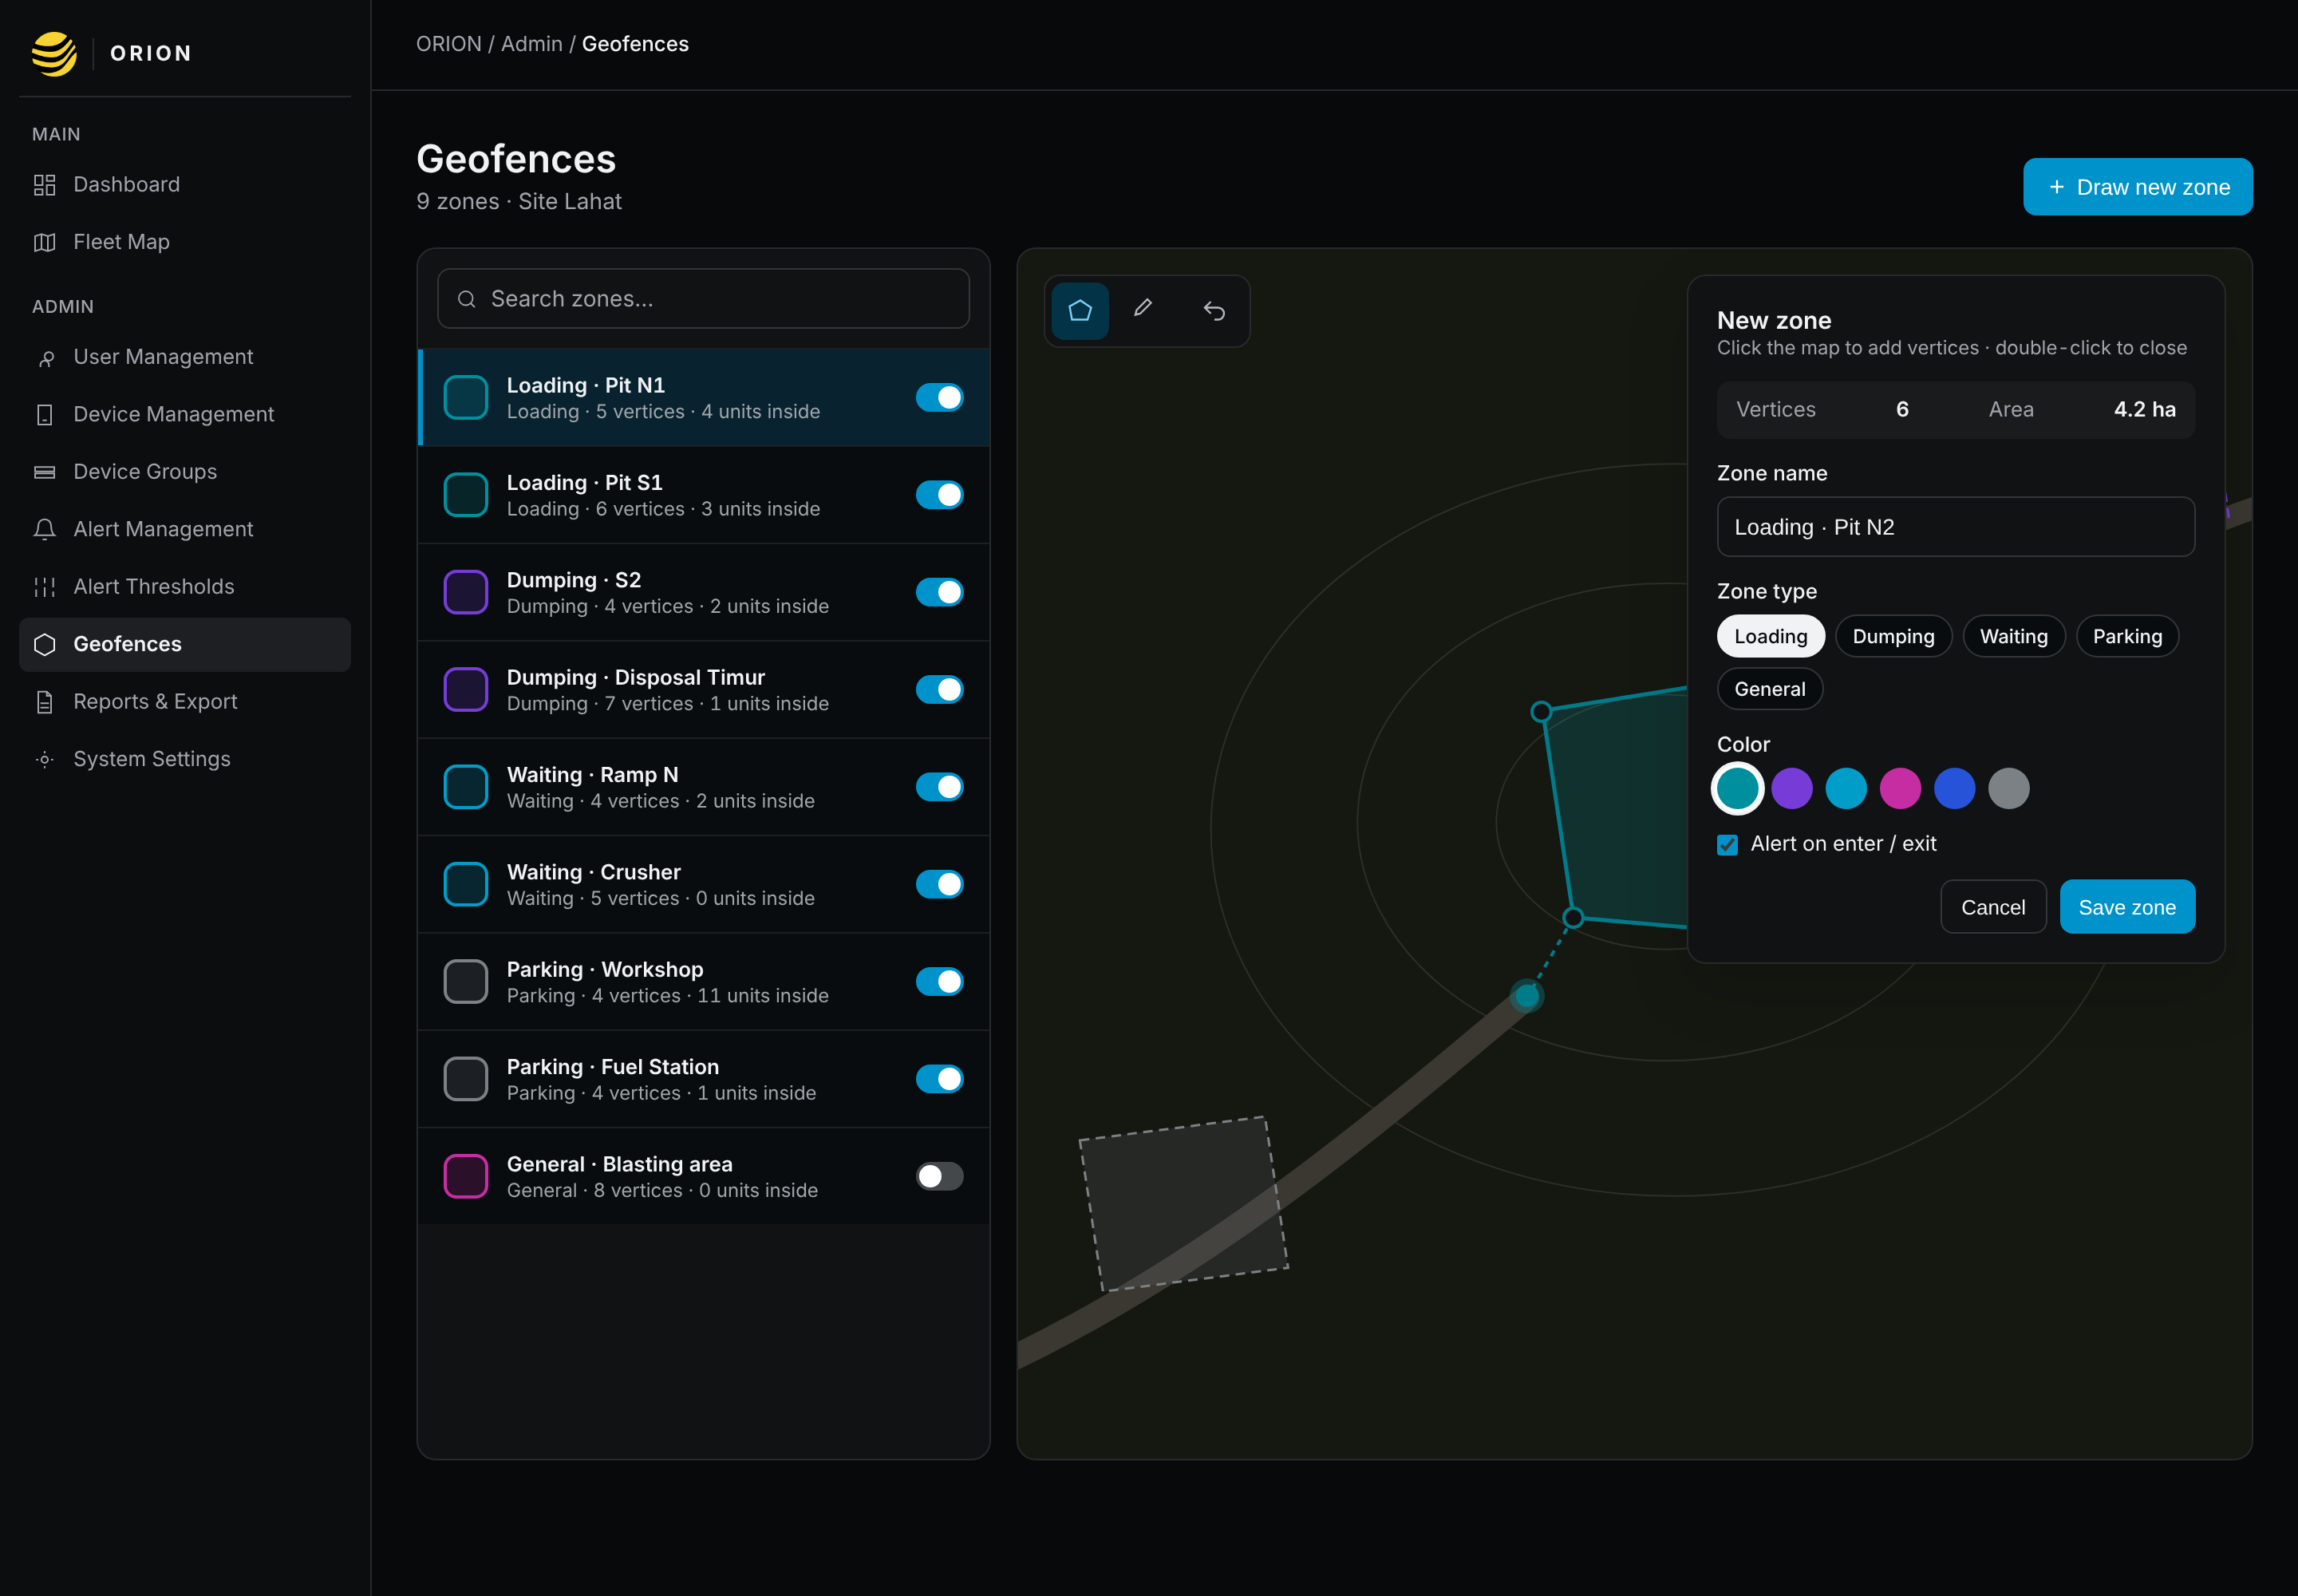 ORION
MAIN
Dashboard
Fleet Map
ADMIN
User Management
Device Management
Device Groups
Alert Management
Alert Thresholds
Geofences
Reports & Export
System Settings
ORION / Admin / Geofences
Geofences
9 zones · Site Lahat
+ Draw new zone
Search zones...
Loading · Pit N1
Loading · 5 vertices · 4 units inside
Loading · Pit S1
Loading · 6 vertices · 3 units inside
Dumping · S2
Dumping · 4 vertices · 2 units inside
Dumping · Disposal Timur
Dumping · 7 vertices · 1 units inside
Waiting · Ramp N
Waiting · 4 vertices · 2 units inside
Waiting · Crusher
Waiting · 5 vertices · 0 units inside
Parking · Workshop
Parking · 4 vertices · 11 units inside
Parking · Fuel Station
Parking · 4 vertices · 1 units inside
General · Blasting area
General · 8 vertices · 0 units inside
New zone
Click the map to add vertices · double-click to close
Vertices 6 Area 4.2 ha
Zone name
Loading · Pit N2
Zone type
Loading Dumping Waiting Parking
General
Color
Alert on enter / exit
Cancel Save zone